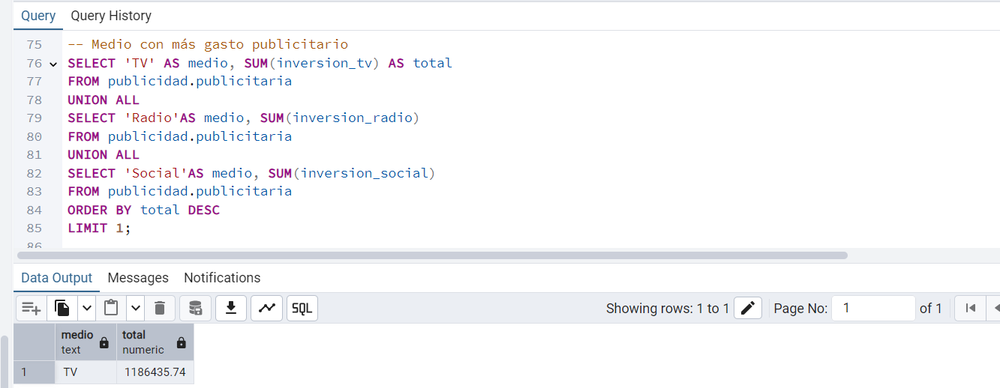 Query Query History
75 -- Medio con más gasto publicitario
76 SELECT 'TV' AS medio, SUM(inversion_tv) AS total
77 FROM publicidad.publicitaria
78 UNION ALL
79 SELECT 'Radio'AS medio, SUM(inversion_radio)
80 FROM publicidad.publicitaria
81 UNION ALL
82 SELECT 'Social'AS medio, SUM(inversion_social)
83 FROM publicidad.publicitaria
84 ORDER BY total DESC
85 LIMIT 1;
86
Data Output Messages Notifications
SQL Showing rows: 1 to 1 Page No: 1 of 1
medio total
text numeric
1 TV 1186435.74